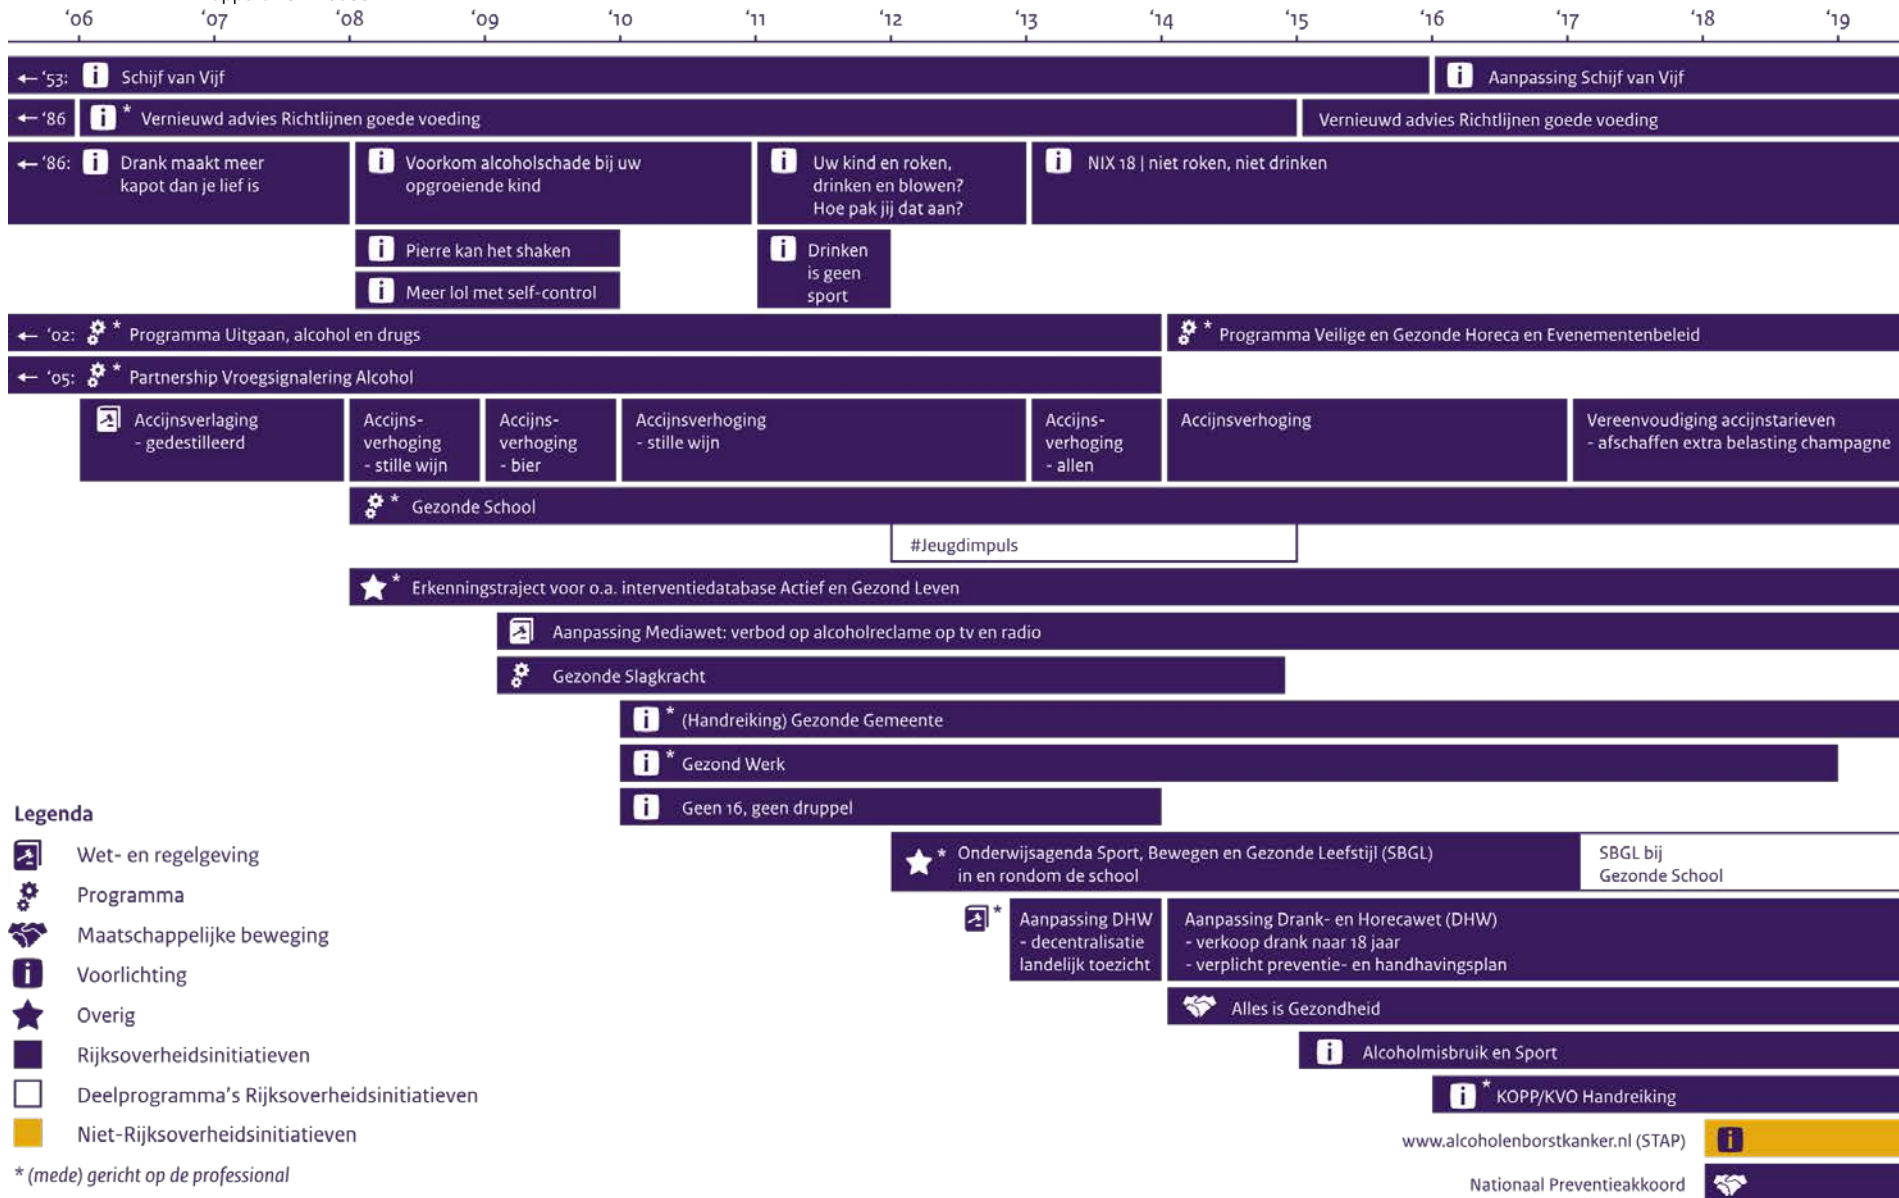 ‘06 ‘07 ‘08 ‘09 ‘10 ‘11 ‘12 ‘13 ‘14 ‘15 ‘16 ‘17 ‘18 ‘19
← ‘53: Schijf van Vijf
Aanpassing Schijf van Vijf
← ‘86 * Vernieuwd advies Richtlijnen goede voeding
Vernieuwd advies Richtlijnen goede voeding
← ‘86: Drank maakt meer
kapot dan je lief is
Voorkom alcoholschade bij uw
opgroeiende kind
Uw kind en roken,
drinken en blowen?
Hoe pak jij dat aan?
NIX 18 | niet roken, niet drinken
Pierre kan het shaken
Meer lol met self-control
Drinken
is geen
sport
← ‘02: * Programma Uitgaan, alcohol en drugs
* Programma Veilige en Gezonde Horeca en Evenementenbeleid
← ‘05: * Partnership Vroegsignalering Alcohol
Accijnsverlaging
- gedestilleerd
Accijns-
verhoging
- stille wijn
Accijns-
verhoging
- bier
Accijnsverhoging
- stille wijn
Accijns-
verhoging
- allen
Accijnsverhoging
Vereenvoudiging accijnstarieven
- afschaffen extra belasting champagne
* Gezonde School
#Jeugdimpuls
* Erkenningstraject voor o.a. interventiedatabase Actief en Gezond Leven
Aanpassing Mediawet: verbod op alcoholreclame op tv en radio
Gezonde Slagkracht
* (Handreiking) Gezonde Gemeente
* Gezond Werk
Geen 16, geen druppel
* Onderwijsagenda Sport, Bewegen en Gezonde Leefstijl (SBGL)
in en rondom de school
SBGL bij
Gezonde School
* Aanpassing DHW
- decentralisatie
landelijk toezicht
Aanpassing Drank- en Horecawet (DHW)
- verkoop drank naar 18 jaar
- verplicht preventie- en handhavingsplan
Alles is Gezondheid
Alcoholmisbruik en Sport
* KOPP/KVO Handreiking
www.alcoholenborstkanker.nl (STAP)
Nationaal Preventieakkoord
Legenda
Wet- en regelgeving
Programma
Maatschappelijke beweging
Voorlichting
Overig
Rijksoverheidsinitiatieven
Deelprogramma’s Rijksoverheidsinitiatieven
Niet-Rijksoverheidsinitiatieven
* (mede) gericht op de professional